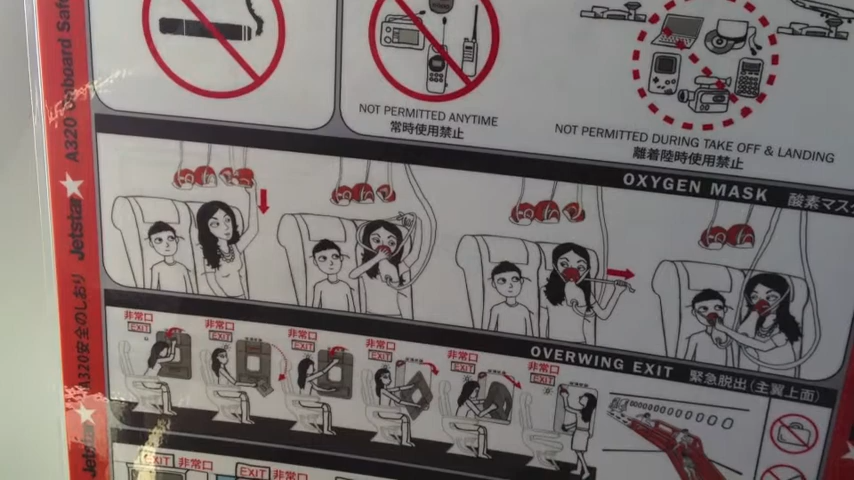 A320 Onboard Safe
NOT PERMITTED ANYTIME
常時使用禁止
NOT PERMITTED DURING TAKE OFF & LANDING
離着陸時使用禁止
Jetstar
A320安全のしおり
OXYGEN MASK 酸素マス
OVERWING EXIT 緊急脱出(主翼上面)
非常口
EXIT
非常口
EXIT
非常口
EXIT
非常口
EXIT
非常口
EXIT
非常口
EXIT
Jetstar
EXIT 非常口
EXIT 非常口